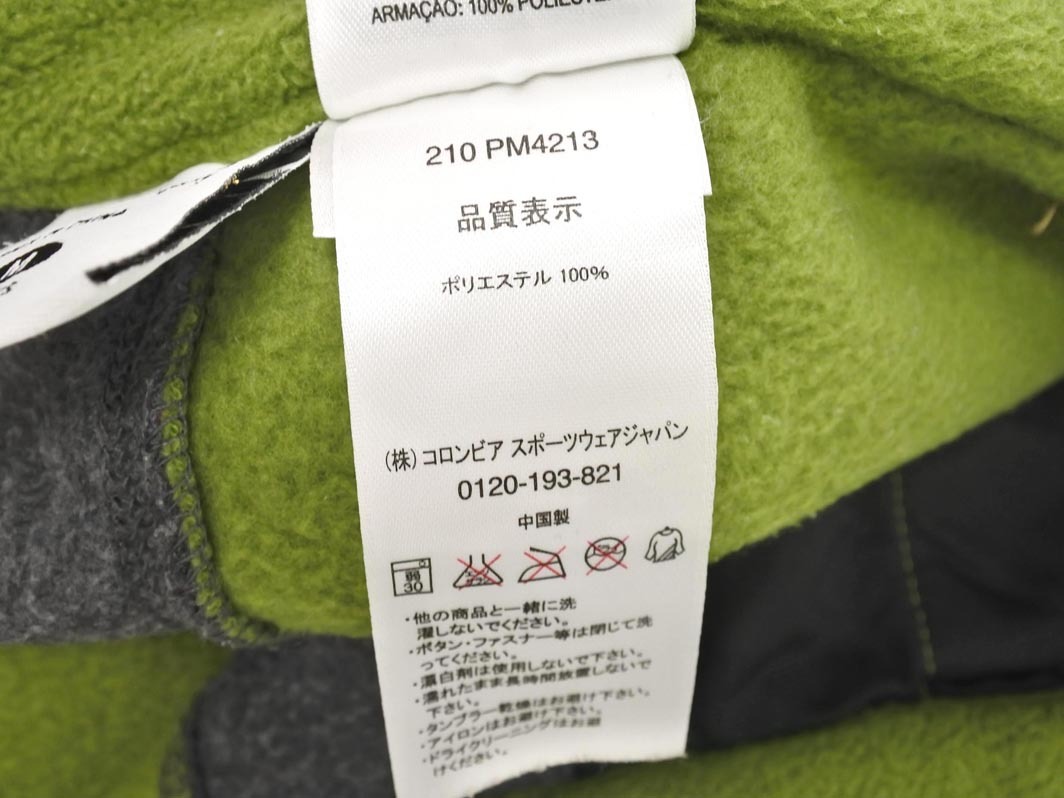 ARMAÇÃO: 100% POLIÉSTER
210 PM4213
品質表示
ポリエステル 100%
(株) コロンビア スポーツウェアジャパン
0120-193-821
中国製
弱
30
・他の商品と一緒に洗
濯しないでください。
・ボタン・ファスナー等は閉じて洗
ってください。
・漂白剤は使用しないで下さい。
・濡れたまま長時間放置しないで
下さい。
・タンブラー乾燥はお避け下さい。
・アイロンはお避け下さい。
・ドライクリーニングはお避
けください。